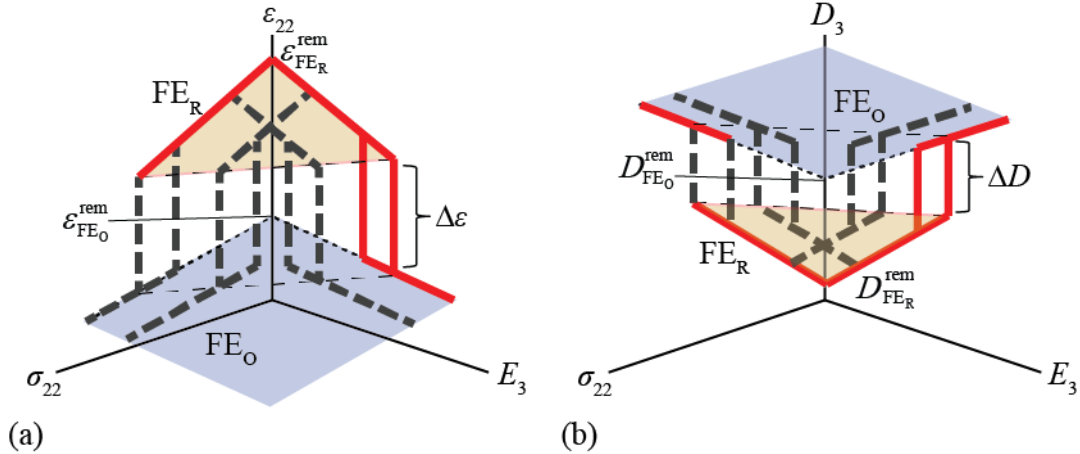 ε₂₂
ε^rem_FE_R
FE_R
ε^rem_FE_O
Δε
FE_O
σ₂₂
E₃
(a)
D₃
FE_O
D^rem_FE_O
ΔD
FE_R
D^rem_FE_R
σ₂₂
E₃
(b)